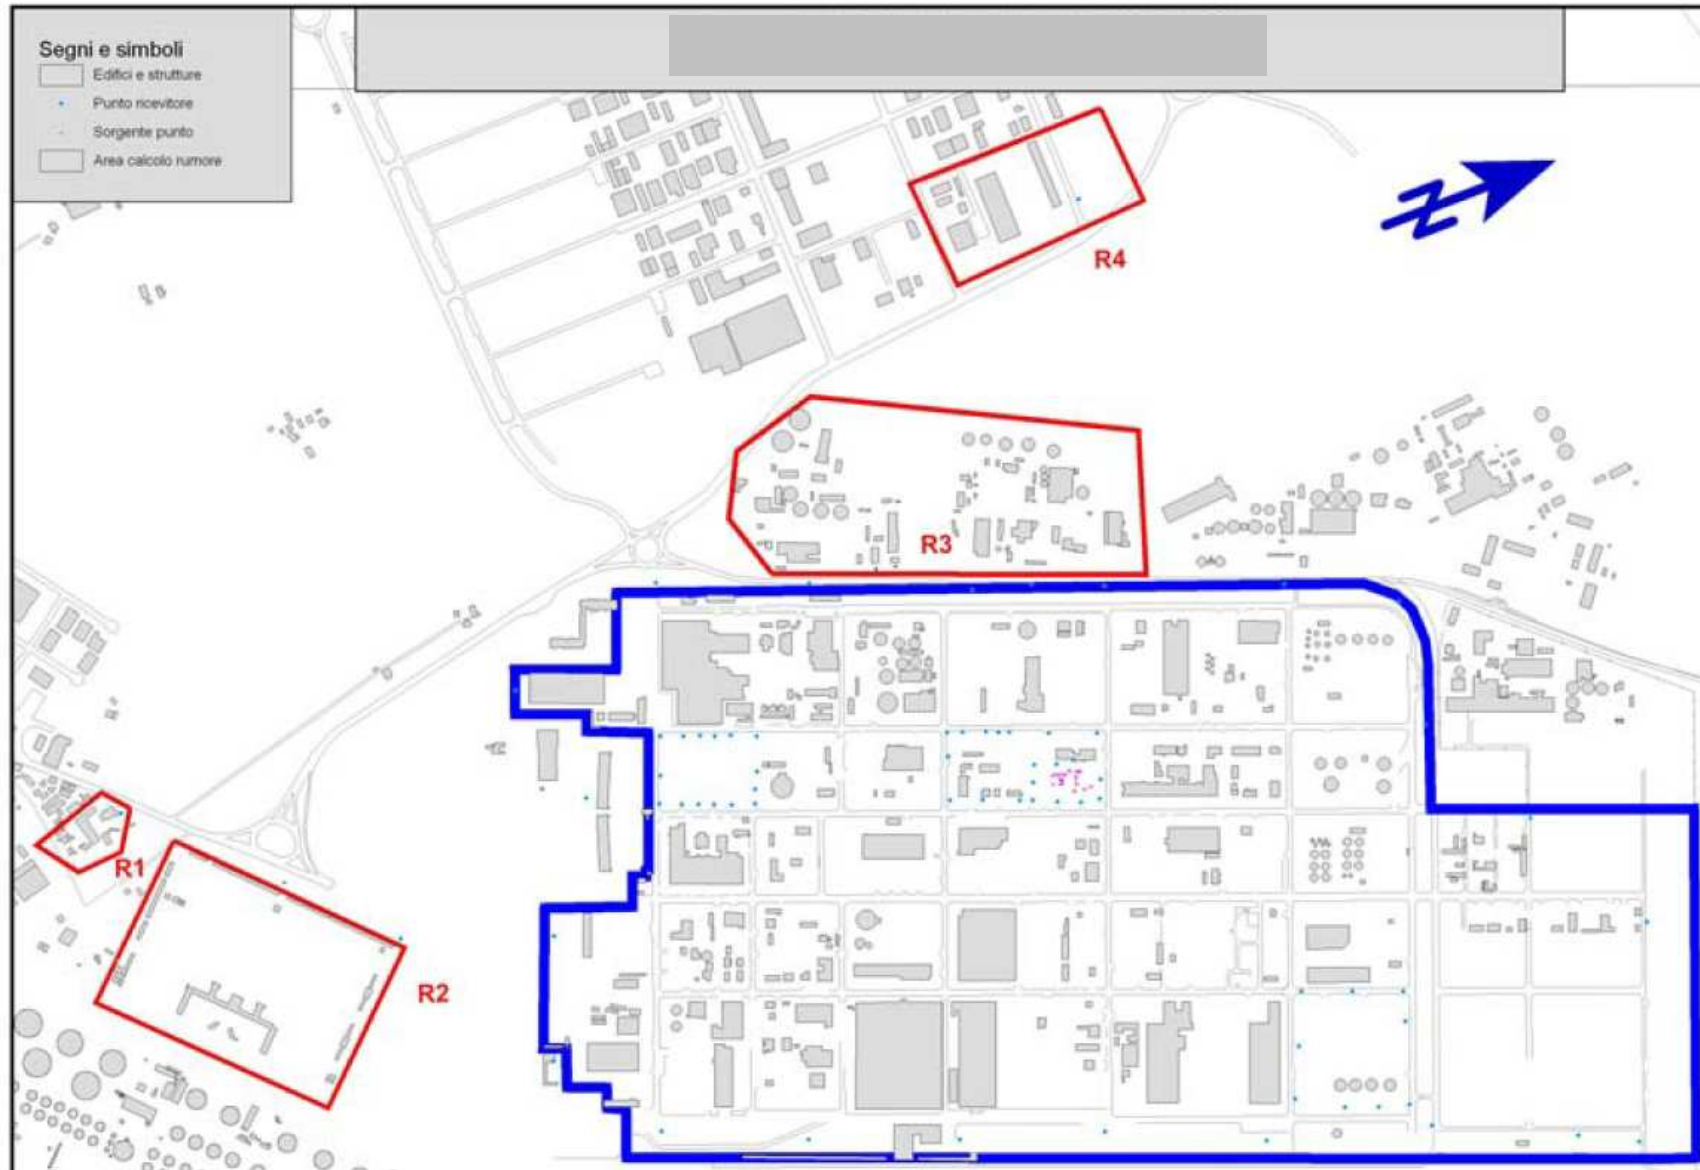 Segni e simboli
Edifici e strutture
Punto ricevitore
Sorgente punto
Area calcolo rumore
R4
R3
R1
R2